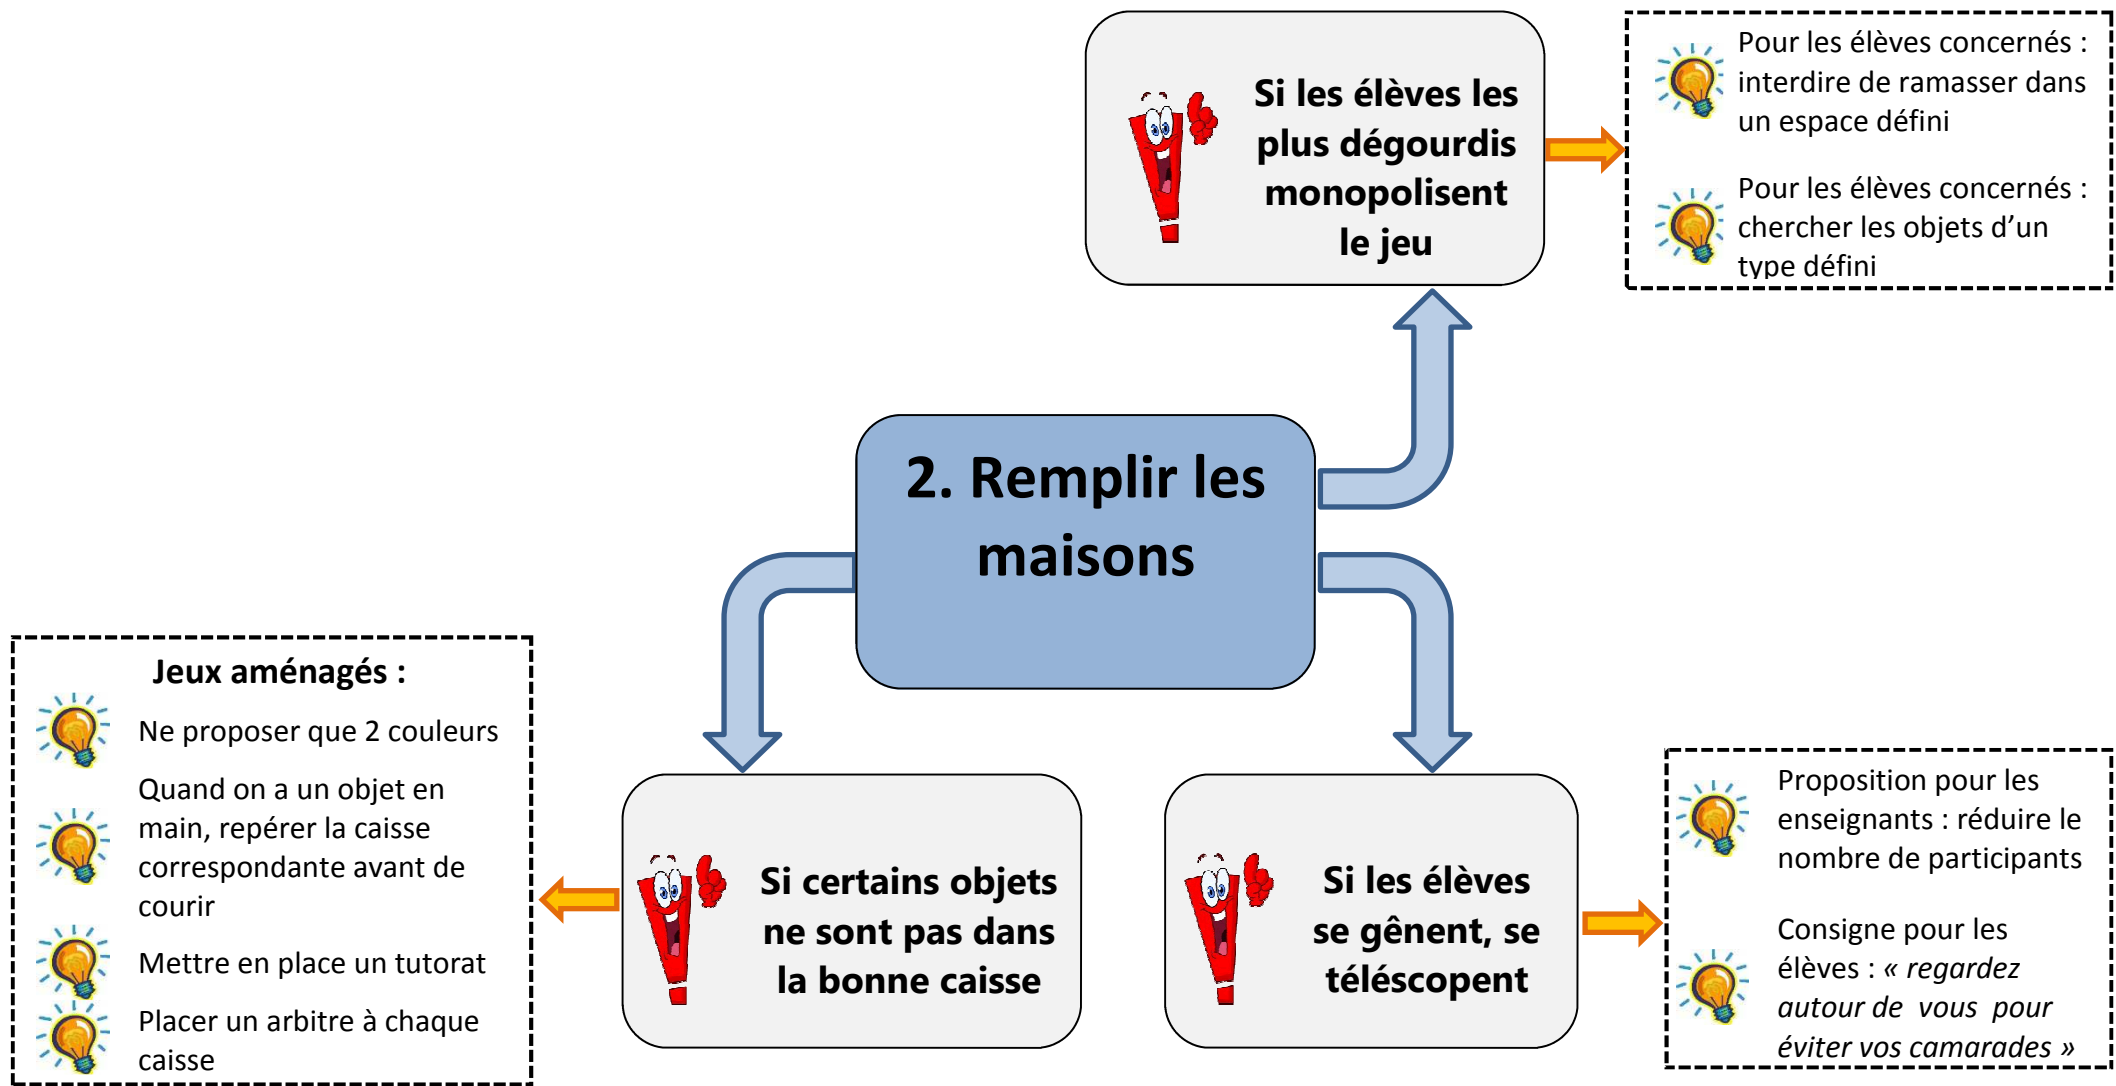 Si les élèves les
plus dégourdis
monopolisent
le jeu
Pour les élèves concernés :
interdire de ramasser dans
un espace défini
Pour les élèves concernés :
chercher les objets d’un
type défini
2. Remplir les
maisons
Jeux aménagés :
Ne proposer que 2 couleurs
Quand on a un objet en
main, repérer la caisse
correspondante avant de
courir
Mettre en place un tutorat
Placer un arbitre à chaque
caisse
Si certains objets
ne sont pas dans
la bonne caisse
Si les élèves
se gênent, se
téléscopent
Proposition pour les
enseignants : réduire le
nombre de participants
Consigne pour les
élèves : « regardez
autour de vous pour
éviter vos camarades »